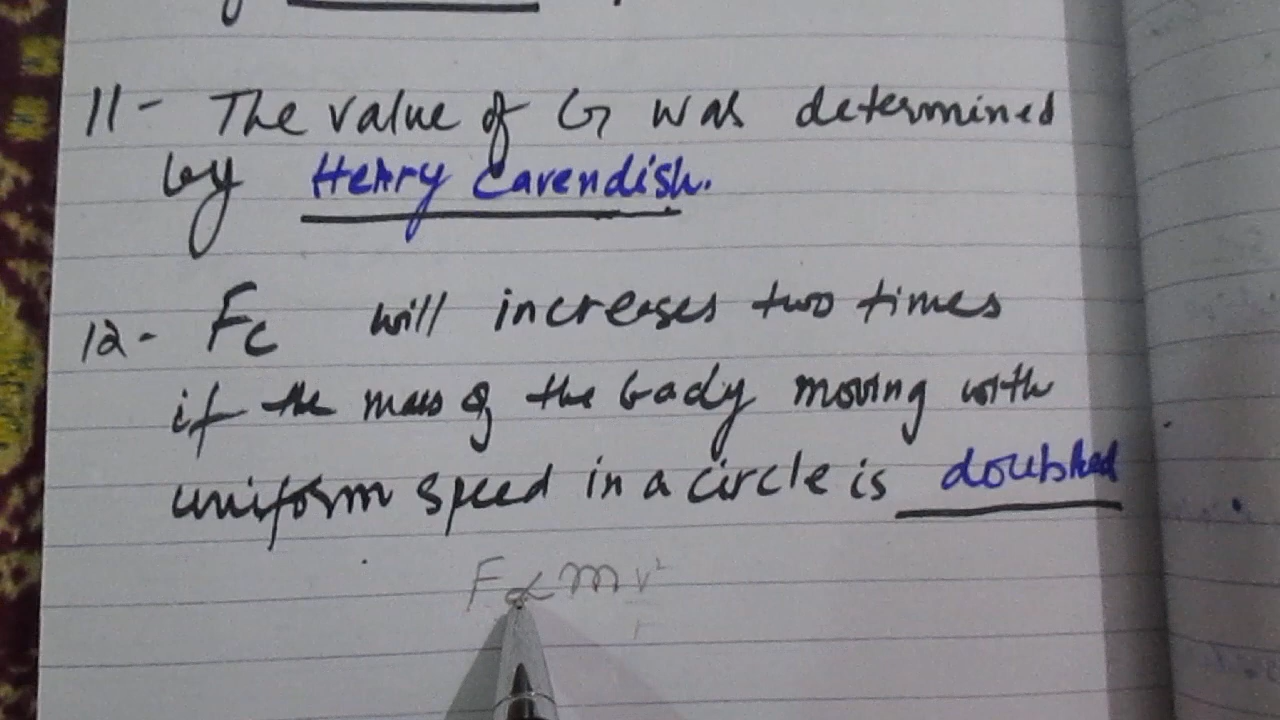 11- The value of G was determined
by Henry Cavendish.
12- Fc will increases two times
if the mass of the body moving with
uniform speed in a circle is doubled
F∝mv²
r